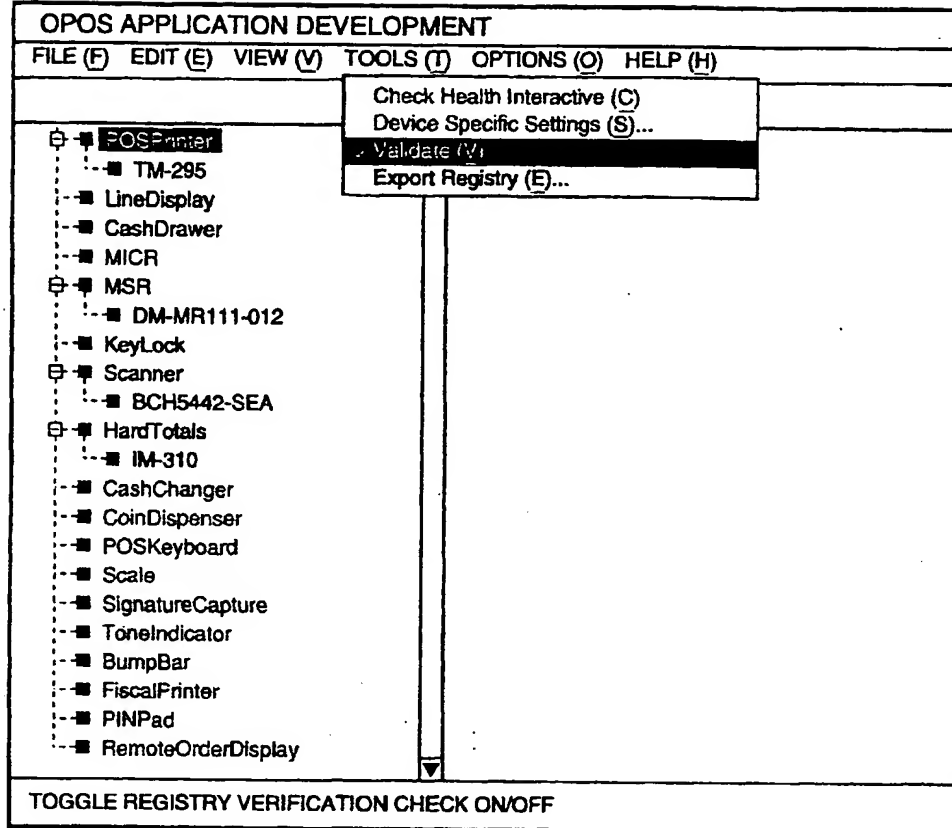 OPOS APPLICATION DEVELOPMENT
FILE (F) EDIT (E) VIEW (V) TOOLS (T) OPTIONS (O) HELP (H)
Check Health Interactive (C)
Device Specific Settings (S)...
Validate (V)
Export Registry (E)...
POSPrinter
TM-295
LineDisplay
CashDrawer
MICR
MSR
DM-MR111-012
KeyLock
Scanner
BCH5442-SEA
HardTotals
IM-310
CashChanger
CoinDispenser
POSKeyboard
Scale
SignatureCapture
ToneIndicator
BumpBar
FiscalPrinter
PINPad
RemoteOrderDisplay
TOGGLE REGISTRY VERIFICATION CHECK ON/OFF